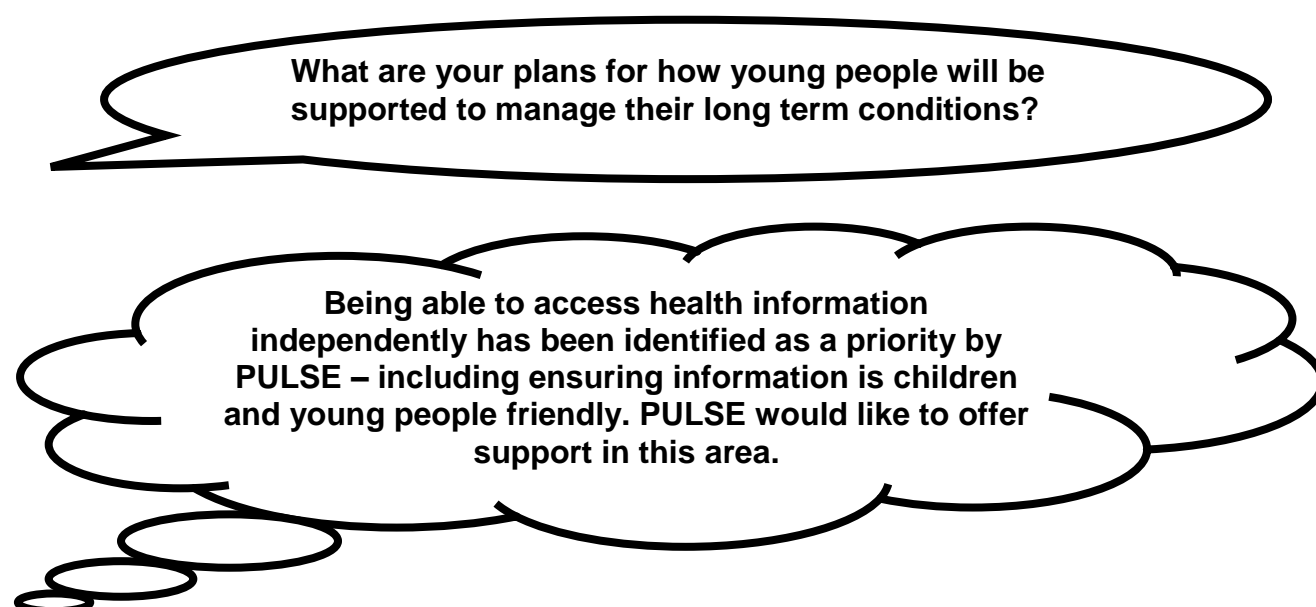 What are your plans for how young people will be
supported to manage their long term conditions?
Being able to access health information
independently has been identified as a priority by
PULSE – including ensuring information is children
and young people friendly. PULSE would like to offer
support in this area.